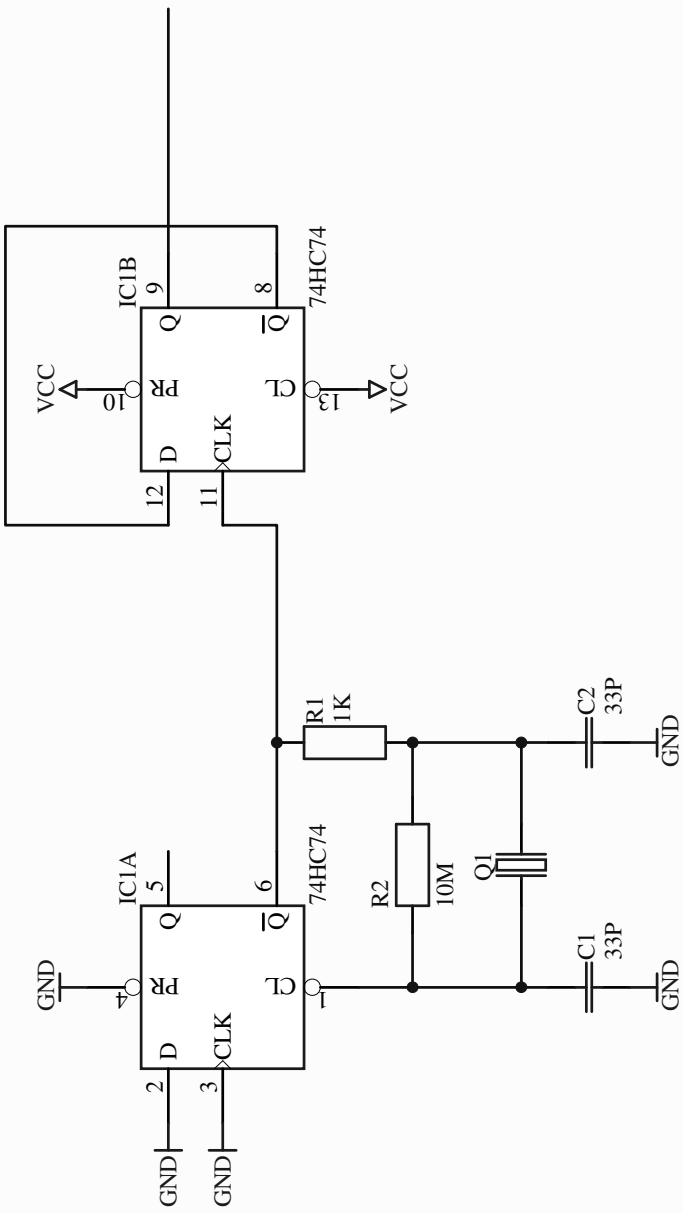 IC1A
74HC74
GND
4
PR
D
2
GND
CLK
3
GND
Q
5
Q
6
CL
1
R1
1K
R2
10M
Q1
C1
33P
GND
C2
33P
GND
IC1B
74HC74
VCC
10
PR
D
12
CLK
11
Q
9
Q
8
CL
13
VCC